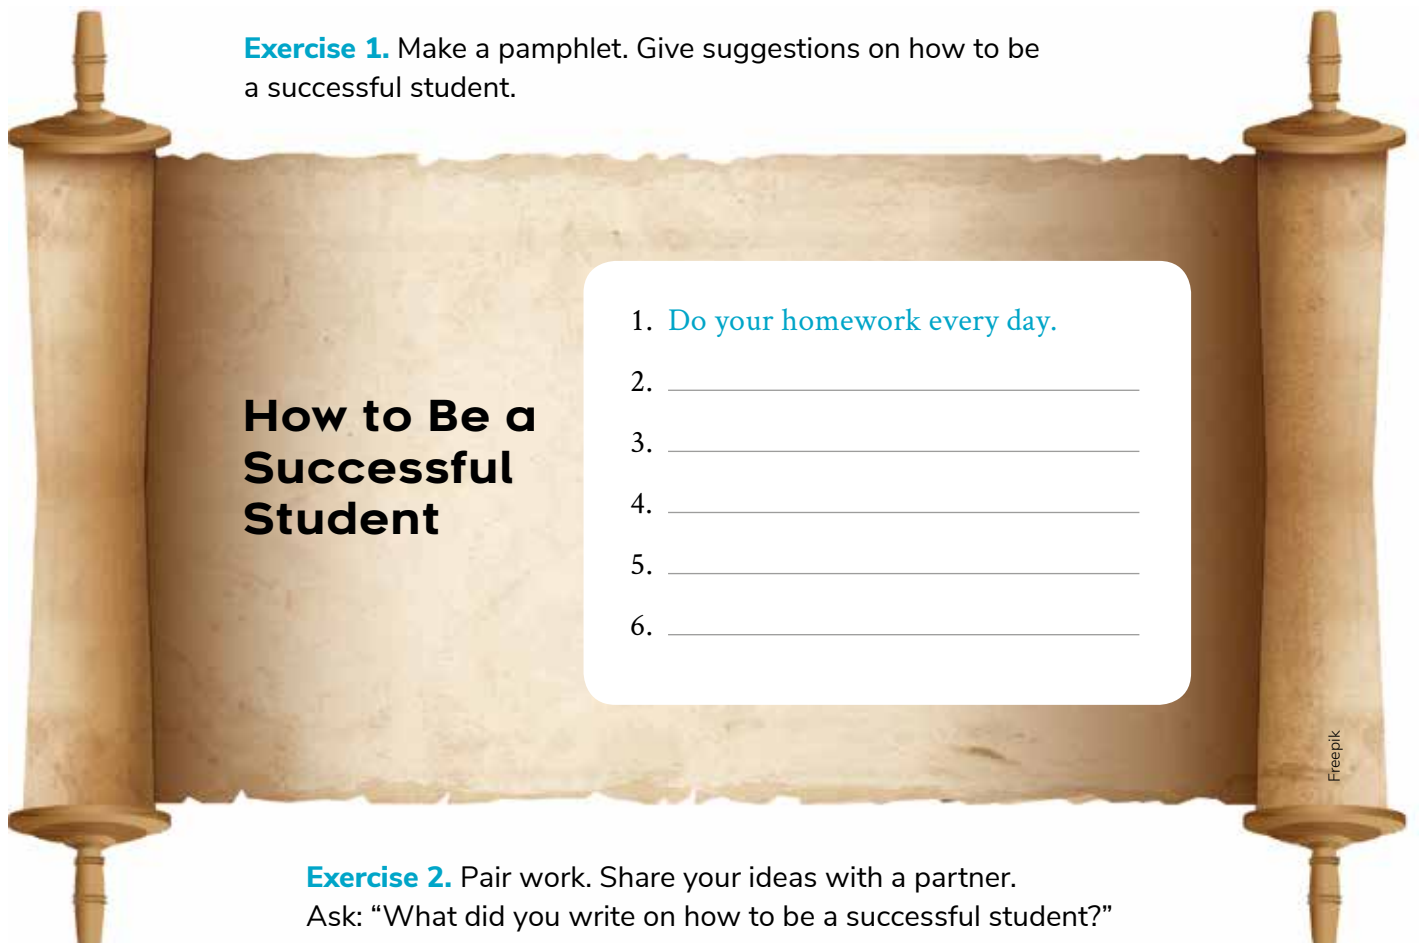 Exercise 1. Make a pamphlet. Give suggestions on how to be
a successful student.
How to Be a
Successful
Student
1. Do your homework every day.
2.
3.
4.
5.
6.
Freepik
Exercise 2. Pair work. Share your ideas with a partner.
Ask: “What did you write on how to be a successful student?”